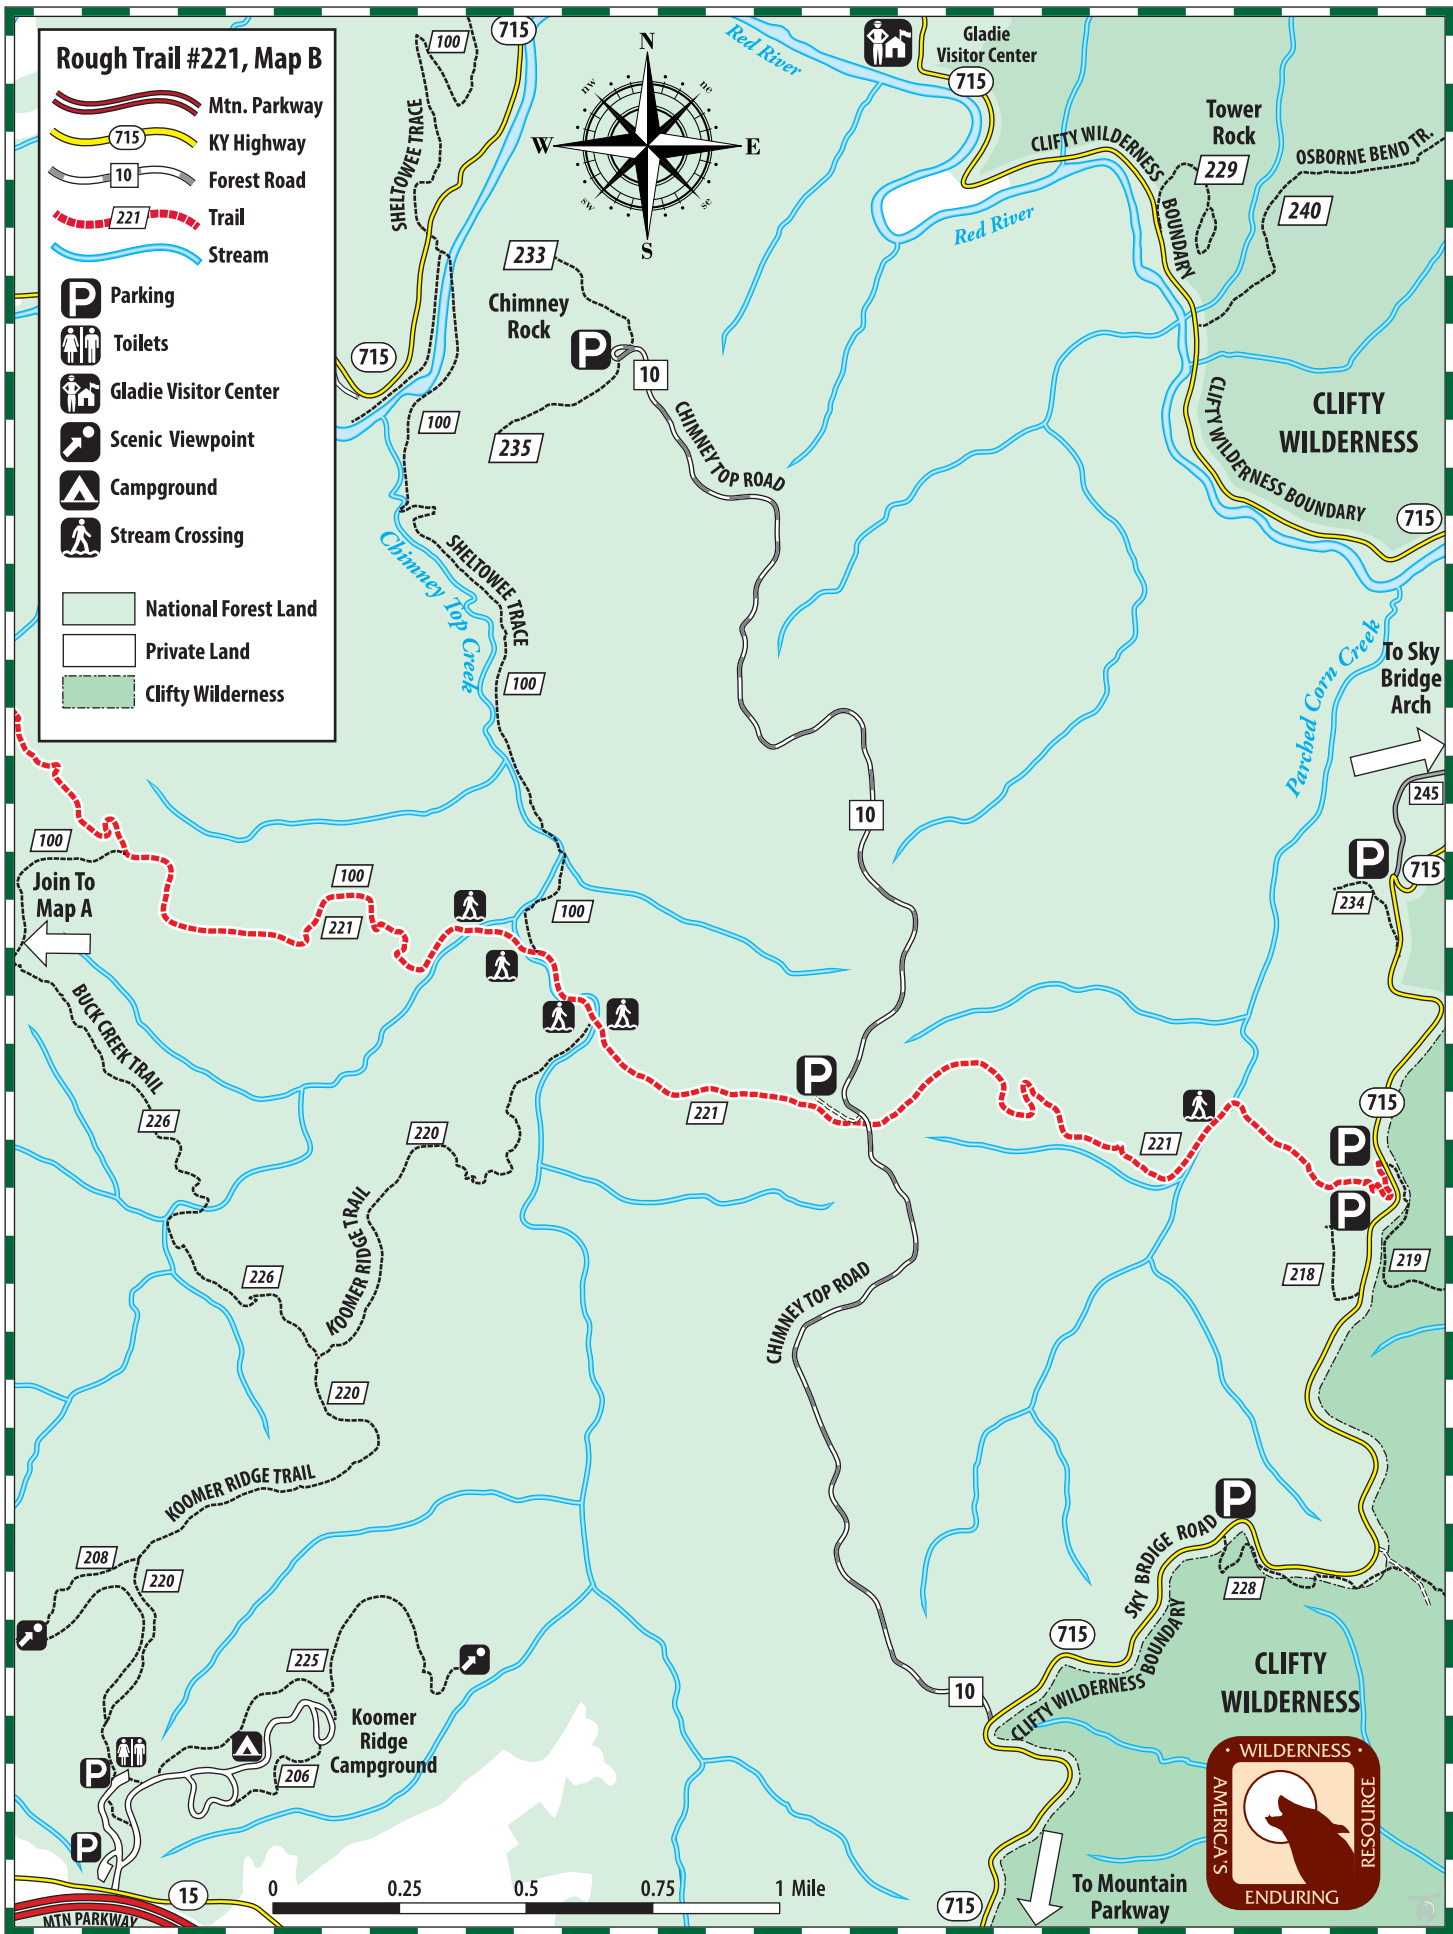 Rough Trail #221, Map B
Mtn. Parkway
715
KY Highway
10
Forest Road
221
Trail
Stream
P
Parking
Toilets
Gladie Visitor Center
Scenic Viewpoint
Campground
Stream Crossing
National Forest Land
Private Land
Clifty Wilderness
100
715
SHELTOWEE TRACE
N
nw
ne
W
E
sw
se
S
Red River
Gladie
Visitor Center
715
Tower
Rock
CLIFTY WILDERNESS
BOUNDARY
229
OSBORNE BEND TR.
240
Red River
233
Chimney
Rock
P
10
715
100
235
CHIMNEY TOP ROAD
CLIFTY
WILDERNESS
CLIFTY WILDERNESS BOUNDARY
715
Chimney Top Creek
SHELTOWEE TRACE
100
Parched Corn Creek
To Sky
Bridge
Arch
245
10
P
715
234
100
Join To
Map A
100
221
100
BUCK CREEK TRAIL
226
220
P
221
221
715
P
P
218
219
KOOMER RIDGE TRAIL
226
220
CHIMNEY TOP ROAD
KOOMER RIDGE TRAIL
208
220
P
SKY BRDIGE ROAD
228
715
225
Koomer
Ridge
Campground
206
10
CLIFTY WILDERNESS BOUNDARY
CLIFTY
WILDERNESS
P
P
15
MTN PARKWAY
0 0.25 0.5 0.75 1 Mile
715
To Mountain
Parkway
• WILDERNESS •
AMERICA'S
RESOURCE
ENDURING